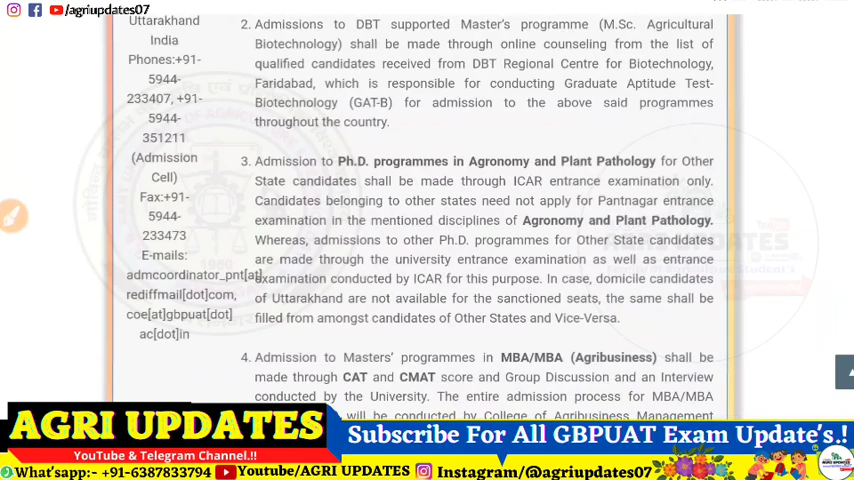 /agriupdates07
Uttarakhand
India
Phones:+91-
5944-
233407, +91-
5944-
351211
(Admission
Cell)
Fax:+91-
5944-
233473
E-mails:
admcoordinator_pnt[at]
rediffmail[dot]com,
coe[at]gbpuat[dot]
ac[dot]in
2. Admissions to DBT supported Master's programme (M.Sc. Agricultural
Biotechnology) shall be made through online counseling from the list of
qualified candidates received from DBT Regional Centre for Biotechnology,
Faridabad, which is responsible for conducting Graduate Aptitude Test-
Biotechnology (GAT-B) for admission to the above said programmes
throughout the country.
3. Admission to Ph.D. programmes in Agronomy and Plant Pathology for Other
State candidates shall be made through ICAR entrance examination only.
Candidates belonging to other states need not apply for Pantnagar entrance
examination in the mentioned disciplines of Agronomy and Plant Pathology.
Whereas, admissions to other Ph.D. programmes for Other State candidates
are made through the university entrance examination as well as entrance
examination conducted by ICAR for this purpose. In case, domicile candidates
of Uttarakhand are not available for the sanctioned seats, the same shall be
filled from amongst candidates of Other States and Vice-Versa.
4. Admission to Masters' programmes in MBA/MBA (Agribusiness) shall be
made through CAT and CMAT score and Group Discussion and an Interview
conducted by the University. The entire admission process for MBA/MBA
will be conducted by College of Agribusiness Management
AGRI UPDATES
AGRI UPDATES
YouTube & Telegram Channel.!!
Subscribe For All GBPUAT Exam Update's.!
What'sapp:- +91-6387833794
Youtube/AGRI UPDATES
Instagram/@agriupdates07